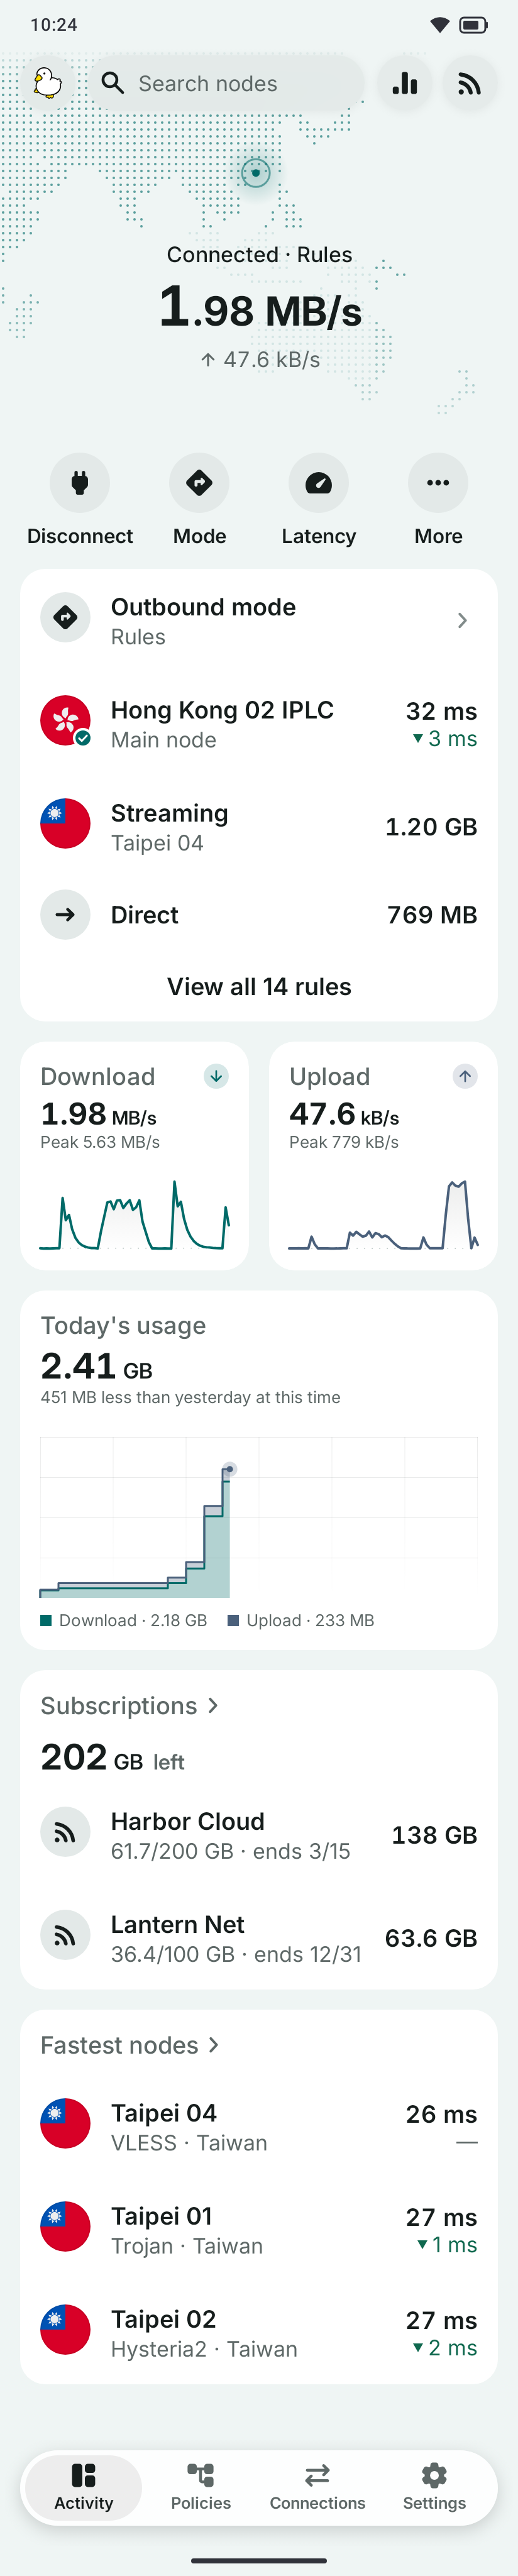 10:24
Search nodes
Connected · Rules
1.98 MB/s
↑ 47.6 kB/s
Disconnect
Mode
Latency
More
Outbound mode
Rules
Hong Kong 02 IPLC
32 ms
Main node
▼3 ms
Streaming
Taipei 04
1.20 GB
Direct
769 MB
View all 14 rules
Download
1.98 MB/s
Peak 5.63 MB/s
Upload
47.6 kB/s
Peak 779 kB/s
Today's usage
2.41 GB
451 MB less than yesterday at this time
Download · 2.18 GB
Upload · 233 MB
Subscriptions
202 GB left
Harbor Cloud
61.7/200 GB · ends 3/15
138 GB
Lantern Net
36.4/100 GB · ends 12/31
63.6 GB
Fastest nodes
Taipei 04
26 ms
VLESS · Taiwan
—
Taipei 01
27 ms
Trojan · Taiwan
▼1 ms
Taipei 02
27 ms
Hysteria2 · Taiwan
▼2 ms
Activity
Policies
Connections
Settings